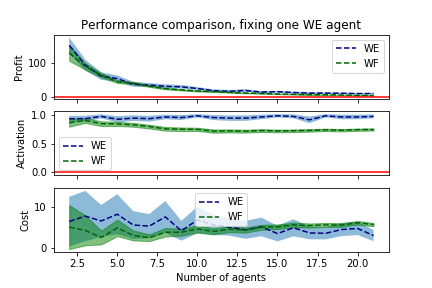 Performance comparison, fixing one WE agent
Profit
100
0
WE
WF
Activation
1.0
0.5
0.0
WE
WF
Cost
10
0
WE
WF
2.5 5.0 7.5 10.0 12.5 15.0 17.5 20.0
Number of agents